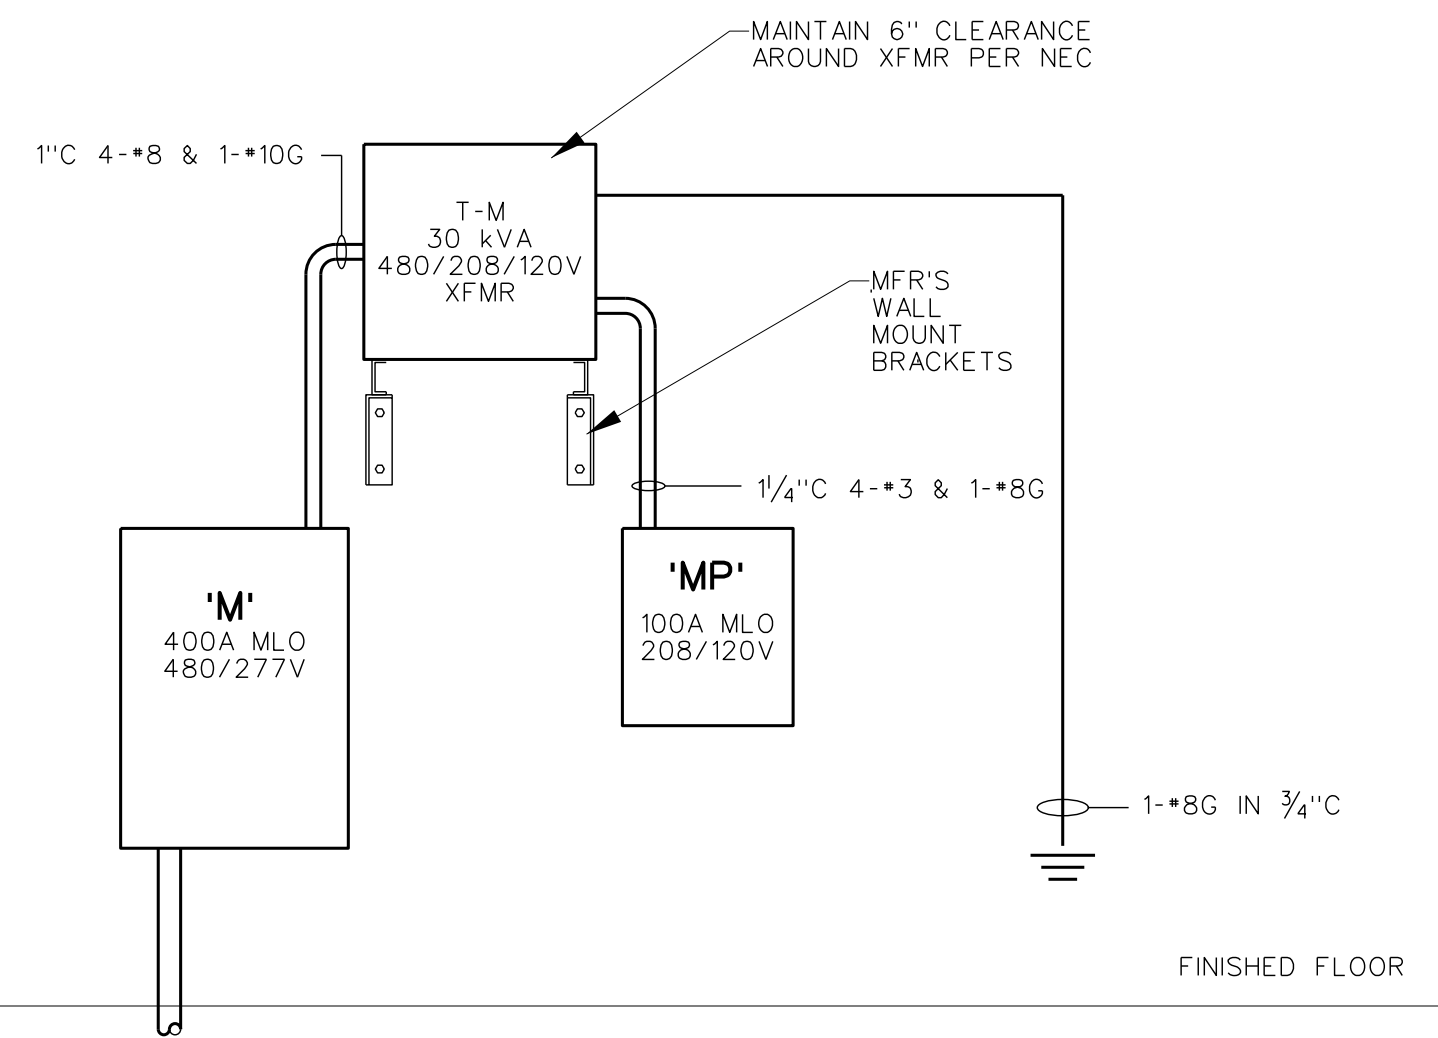 MAINTAIN 6" CLEARANCE
AROUND XFMR PER NEC
1"C 4-#8 & 1-#10G
T-M
30 kVA
480/208/120V
XFMR
MFR'S
WALL
MOUNT
BRACKETS
1 1/4"C 4-#3 & 1-#8G
'M'
400A MLO
480/277V
'MP'
100A MLO
208/120V
1-#8G IN 3/4"C
FINISHED FLOOR